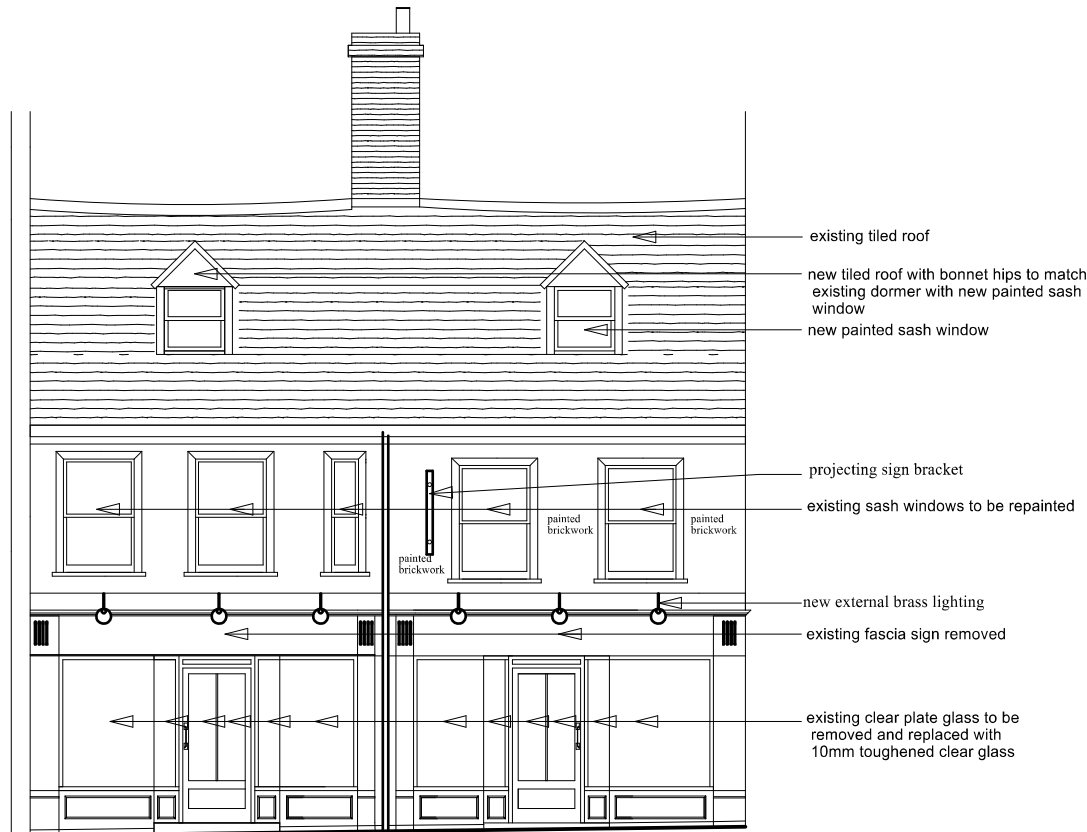 existing tiled roof
new tiled roof with bonnet hips to match
existing dormer with new painted sash
window
new painted sash window
projecting sign bracket
existing sash windows to be repainted
painted
brickwork
painted
brickwork
painted
brickwork
new external brass lighting
existing fascia sign removed
existing clear plate glass to be
removed and replaced with
10mm toughened clear glass